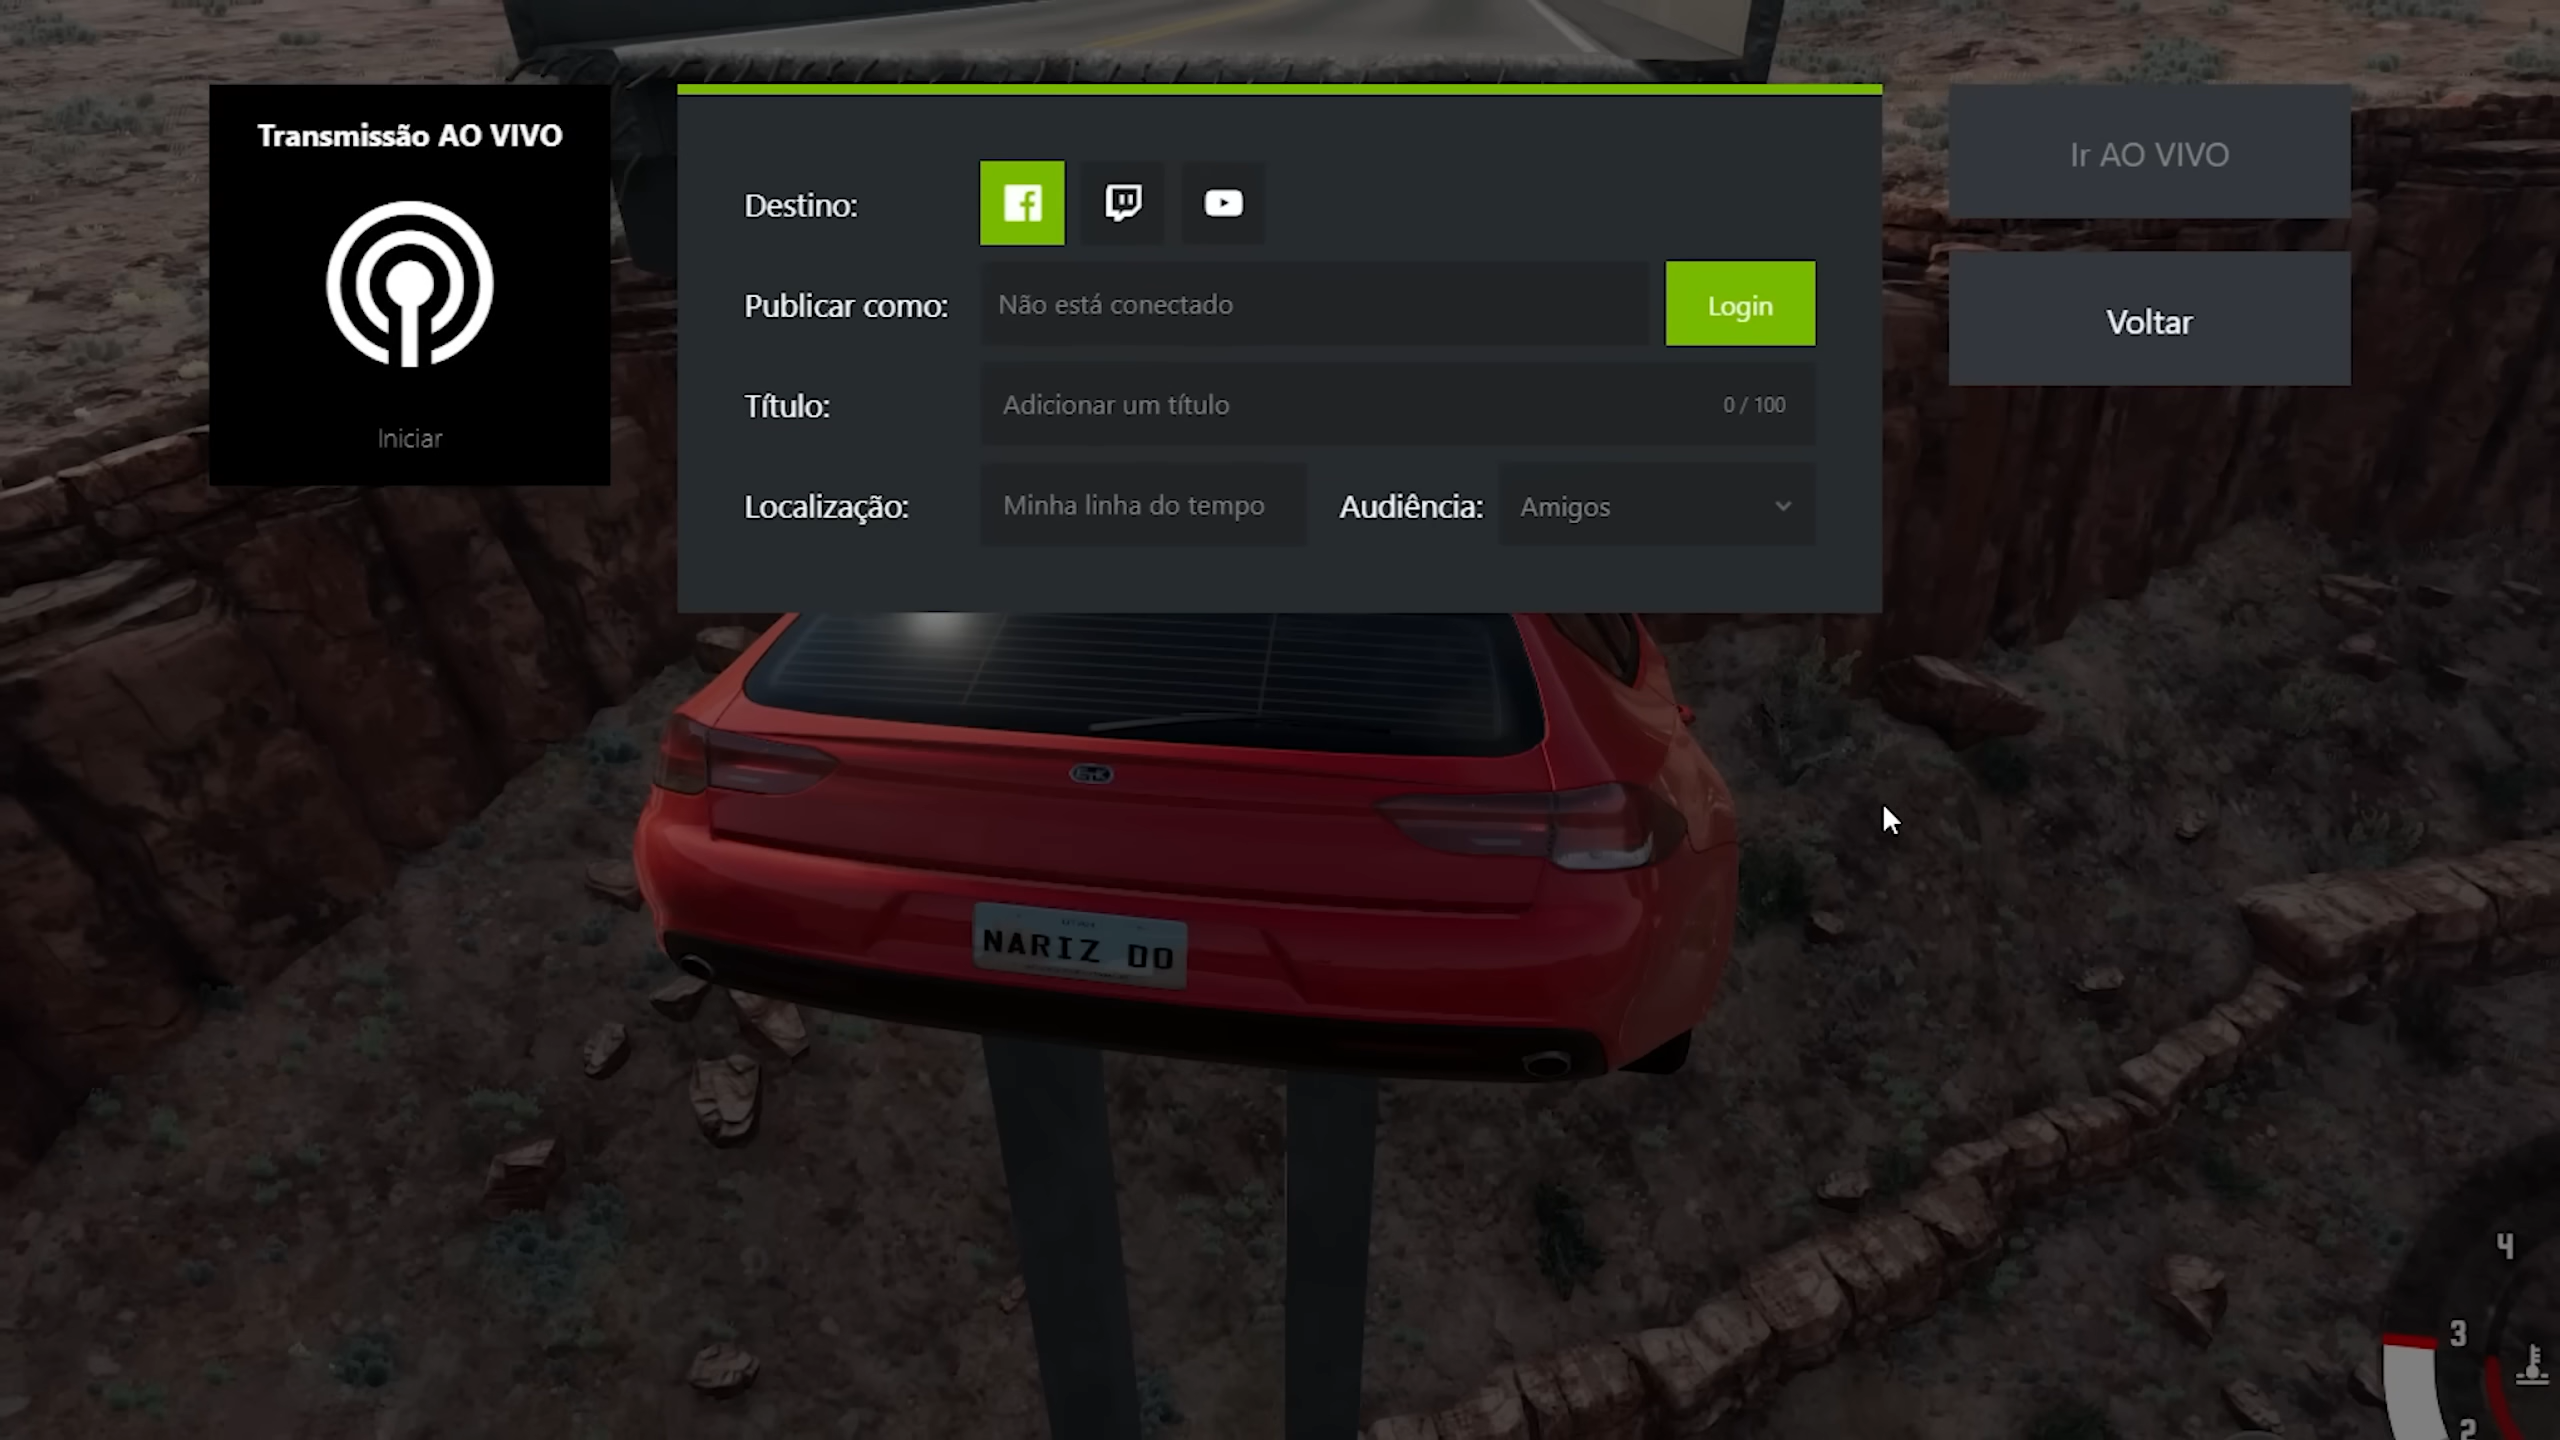 Transmissão AO VIVO
Iniciar
Destino:
Publicar como:
Não está conectado
Login
Título:
Adicionar um título
0 / 100
Localização:
Minha linha do tempo
Audiência:
Amigos
Ir AO VIVO
Voltar
ETK
NARIZ DO
4
3
2